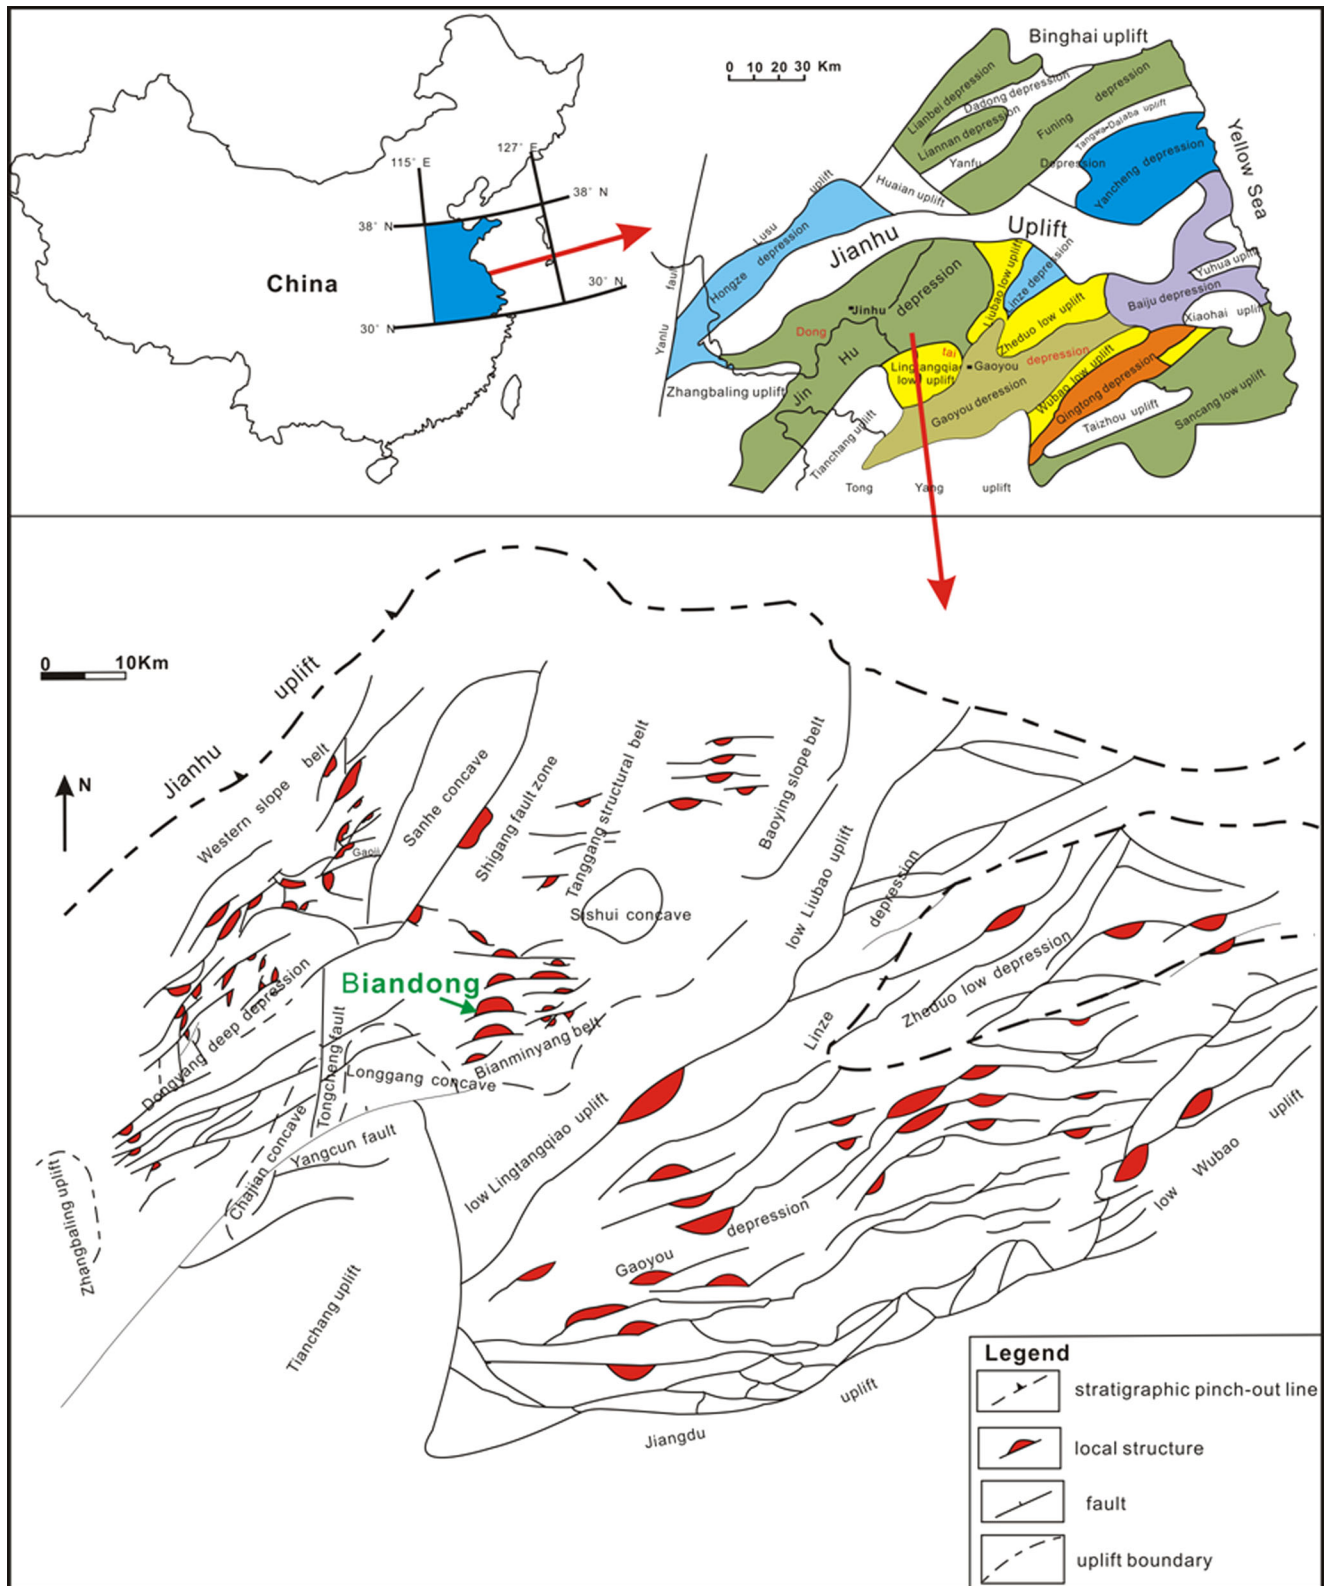 Binghai uplift
0 10 20 30 Km
115° E
127° E
38° N
38° N
30° N
30° N
China
Lianbei depression
Dadong depression
Liannan depression
Yanfu
Depression
Funing depression
Tangwa-Dalaba uplift
Yancheng depression
Yellow Sea
Huaian uplift
Lusu uplift
Hongze depression
Jianhu Uplift
Yanlu fault
Jinhu
Jin Hu depression
Dong tai depression
Liubao low uplift
Linze depression
Zheduo low uplift
Baiju depression
Yuhua uplift
Xiaohai uplift
Lingtangqiao
low uplift
Gaoyou
Gaoyou deression
Wubao low uplift
Qingtong depression
Taizhou uplift
Sancang low uplift
Zhangbaling uplift
Tianchang uplift
Tong Yang uplift
0 10Km
N
Jianhu uplift
Western slope belt
Gaoji
Sanhe concave
Shigang fault zone
Tanggang structural belt
Baoying slope belt
Sishui concave
low Liubao uplift
Linze depression
Zheduo low depression
Biandong
Dongyang deep depression
Tongcheng fault
Bianminyang belt
Longgang concave
Chajian concave
Yangcun fault
Zhangbaling uplift
low Lingtangqiao uplift
Tianchang uplift
Gaoyou depression
low Wubao uplift
Jiangdu uplift
Legend
stratigraphic pinch-out line
local structure
fault
uplift boundary